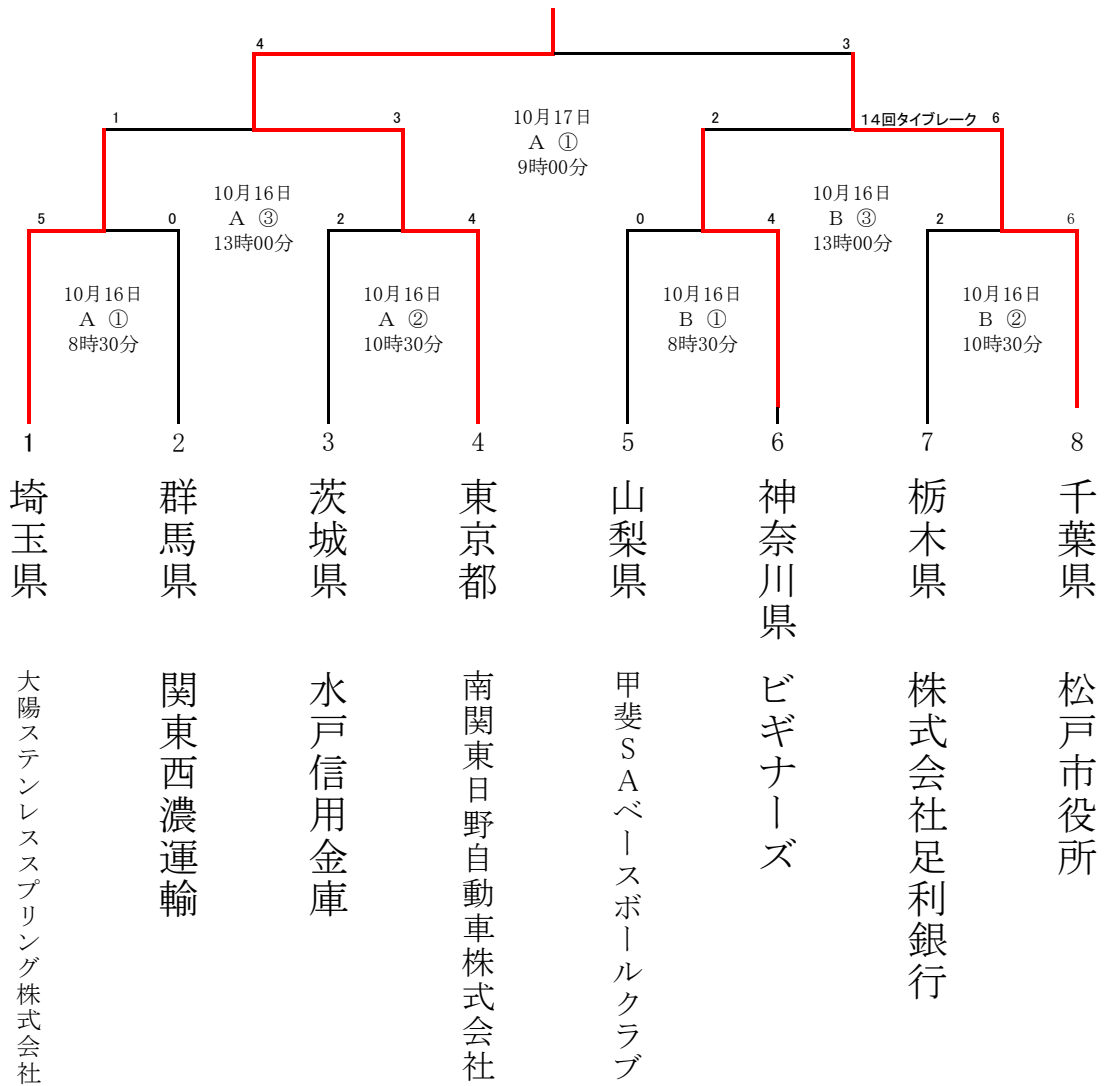 4
3
1
3
10月17日
A ①
9時00分
2
14回タイブレーク
6
5
0
10月16日
A ③
13時00分
2
4
0
4
10月16日
B ③
13時00分
2
6
10月16日
A ①
8時30分
10月16日
A ②
10時30分
10月16日
B ①
8時30分
10月16日
B ②
10時30分
1
2
3
4
5
6
7
8
埼玉県
群馬県
茨城県
東京都
山梨県
神奈川県
栃木県
千葉県
大陽ステンレススプリング株式会社
関東西濃運輸
水戸信用金庫
南関東日野自動車株式会社
甲斐SAベースボールクラブ
ビギナーズ
株式会社足利銀行
松戸市役所